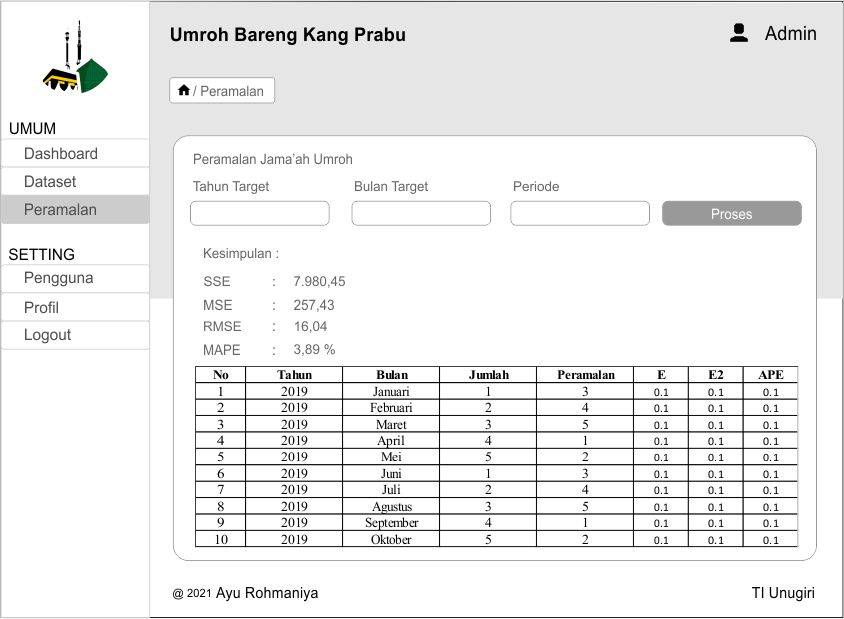 Umroh Bareng Kang Prabu
Admin
/ Peramalan
UMUM
Dashboard
Dataset
Peramalan
SETTING
Pengguna
Profil
Logout
Peramalan Jama'ah Umroh
Tahun Target Bulan Target Periode
Proses
Kesimpulan :
SSE : 7.980,45
MSE : 257,43
RMSE : 16,04
MAPE : 3,89 %
No Tahun Bulan Jumlah Peramalan E E2 APE
1 2019 Januari 1 3 0.1 0.1 0.1
2 2019 Februari 2 4 0.1 0.1 0.1
3 2019 Maret 3 5 0.1 0.1 0.1
4 2019 April 4 1 0.1 0.1 0.1
5 2019 Mei 5 2 0.1 0.1 0.1
6 2019 Juni 1 3 0.1 0.1 0.1
7 2019 Juli 2 4 0.1 0.1 0.1
8 2019 Agustus 3 5 0.1 0.1 0.1
9 2019 September 4 1 0.1 0.1 0.1
10 2019 Oktober 5 2 0.1 0.1 0.1
@ 2021 Ayu Rohmaniya
TI Unugiri